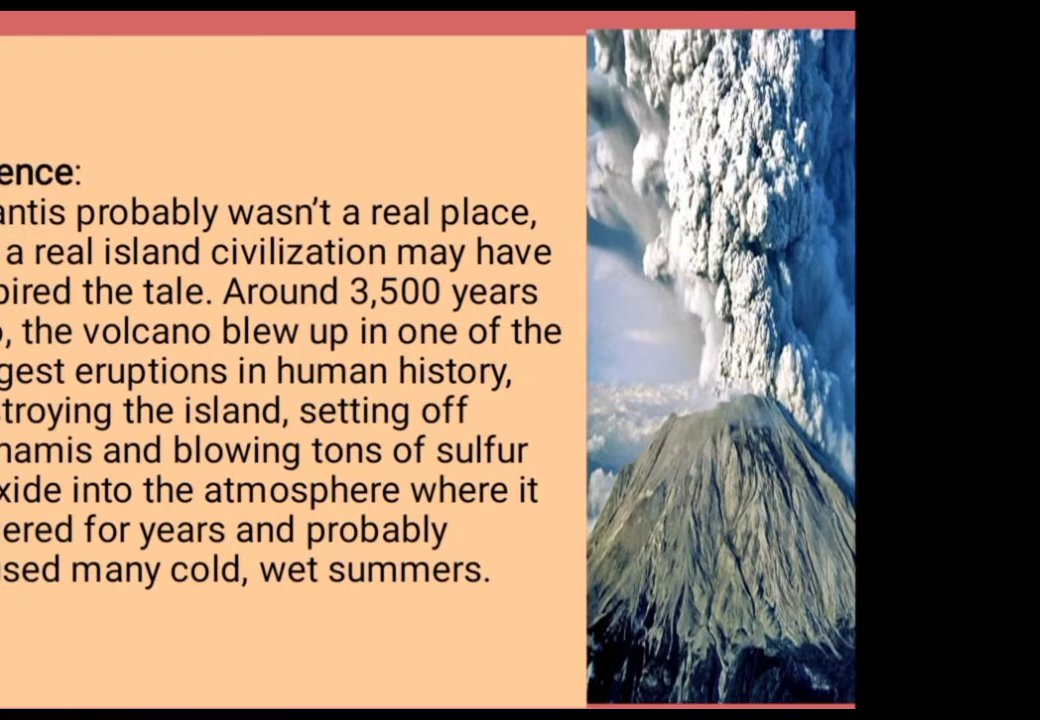 ence:
antis probably wasn't a real place,
a real island civilization may have
pired the tale. Around 3,500 years
, the volcano blew up in one of the
gest eruptions in human history,
troying the island, setting off
namis and blowing tons of sulfur
xide into the atmosphere where it
ered for years and probably
used many cold, wet summers.